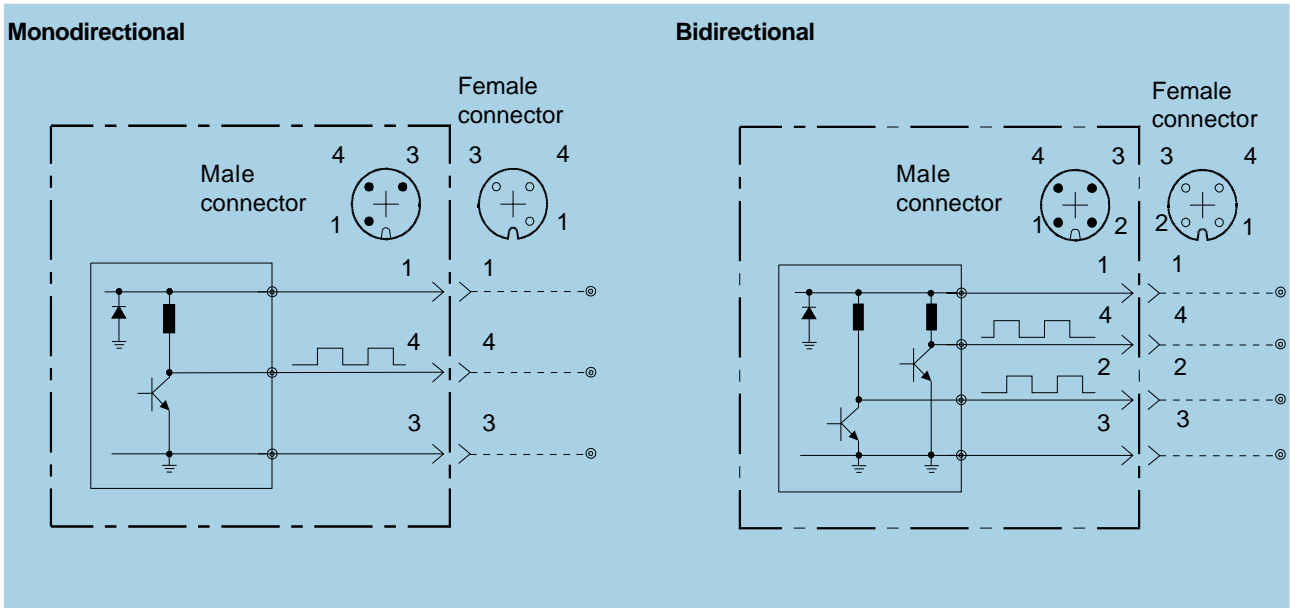 Monodirectional
Female
connector
4 3 3 4
Male
connector
1 1
1 1
4 4
3 3
Bidirectional
Female
connector
4 3 3 4
Male
connector
1 2 2 1
1 1
4 4
2 2
3 3